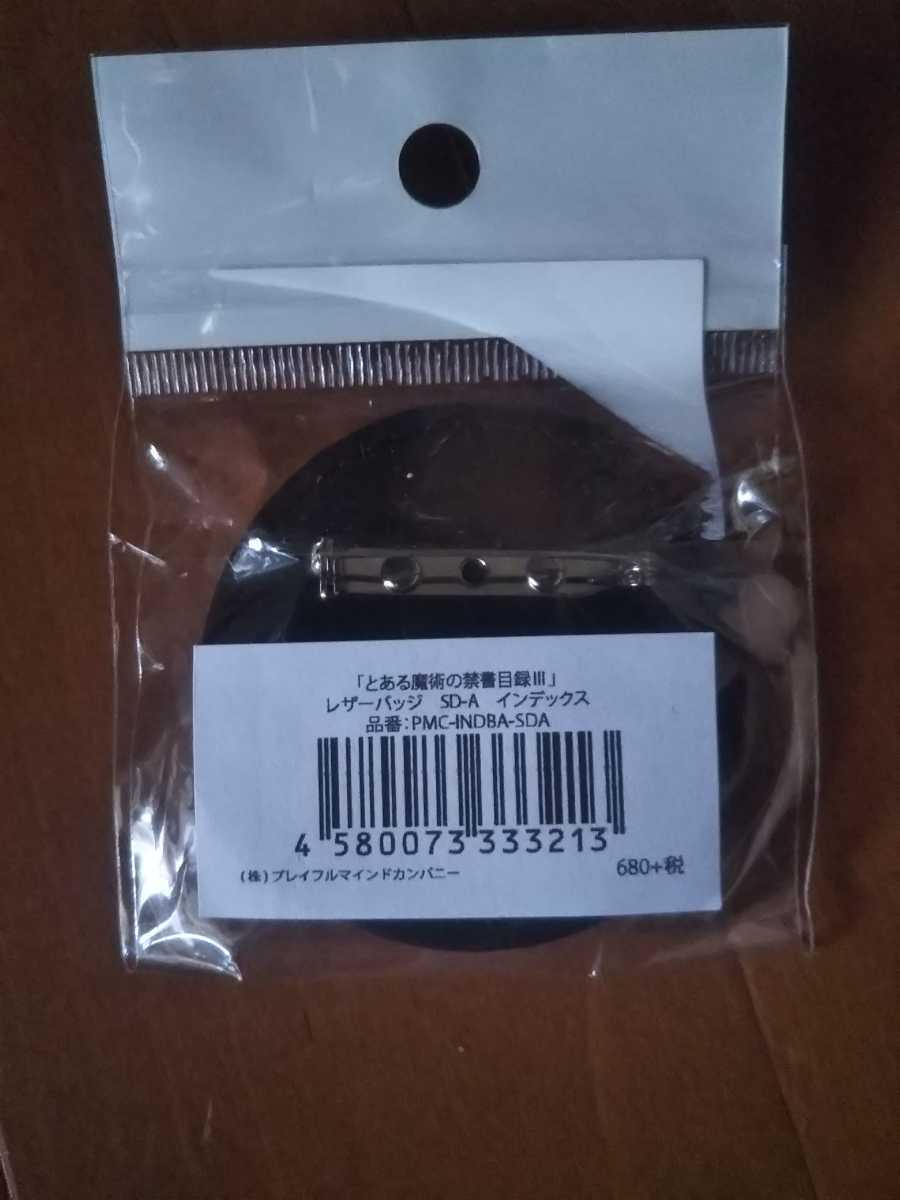 「とある魔術の禁書目録Ⅲ」
レザーバッジ　SD-A　インデックス
品番：PMC-INDBA-SDA
4 580073 333213
(株)プレイフルマインドカンパニー
680+税